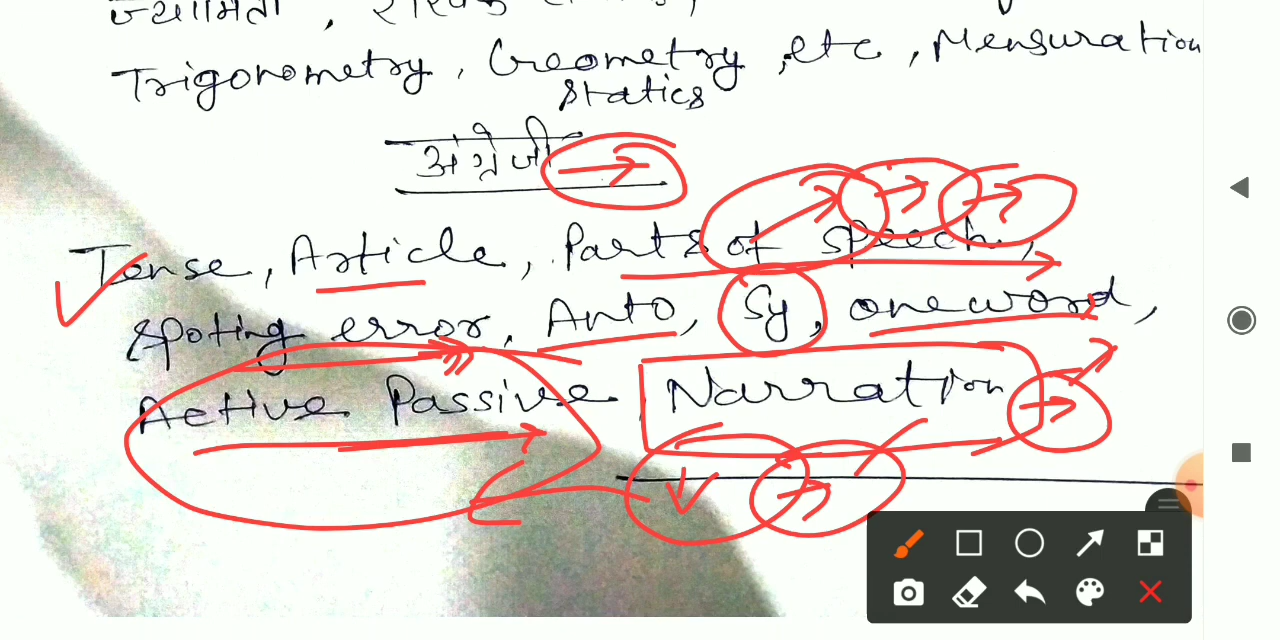 ज्यामिती,
Trigonometry, Geometry, etc, Mensuration
statics
अंग्रेजी
Tense, Article, Parts of speech,
spoting error, Anto, Sy, oneword,
Active Passive, Narration